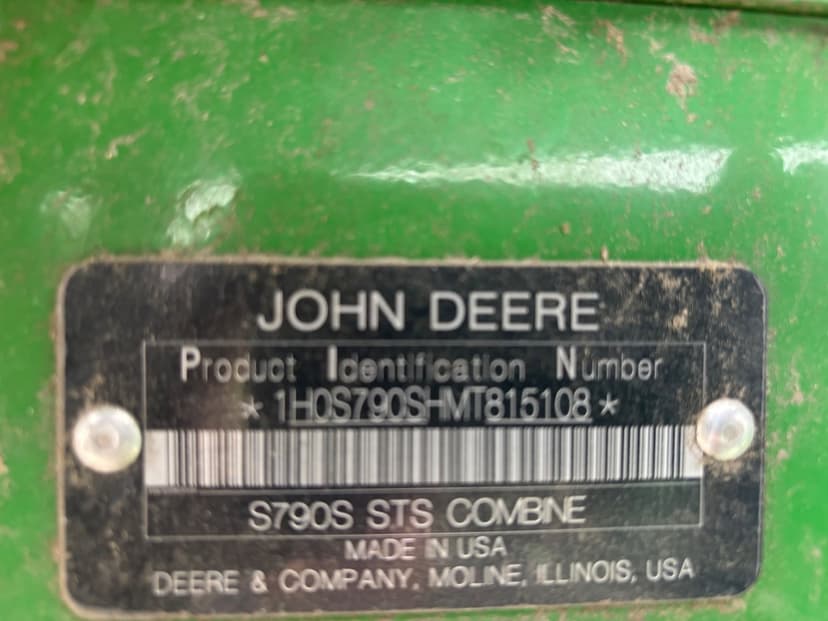 JOHN DEERE
Product Identification Number
* 1H0S790SHMT815108 *
S790S STS COMBINE
MADE IN USA
DEERE & COMPANY, MOLINE, ILLINOIS, USA